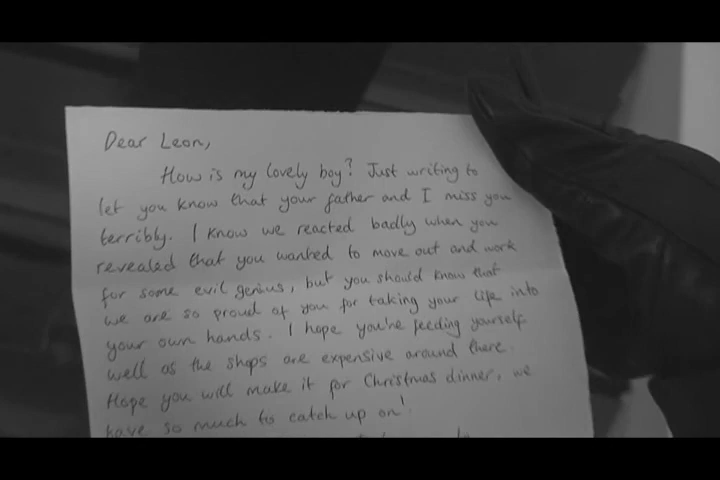 Dear Leon,
How is my lovely boy? Just writing to
let you know that your father and I miss you
terribly. I know we reacted badly when you
revealed that you wanted to move out and work
for some evil genius, but you should know that
we are so proud of you for taking your life into
your own hands. I hope you're feeding yourself
well as the shops are expensive around there.
Hope you will make it for Christmas dinner, we
have so much to catch up on!